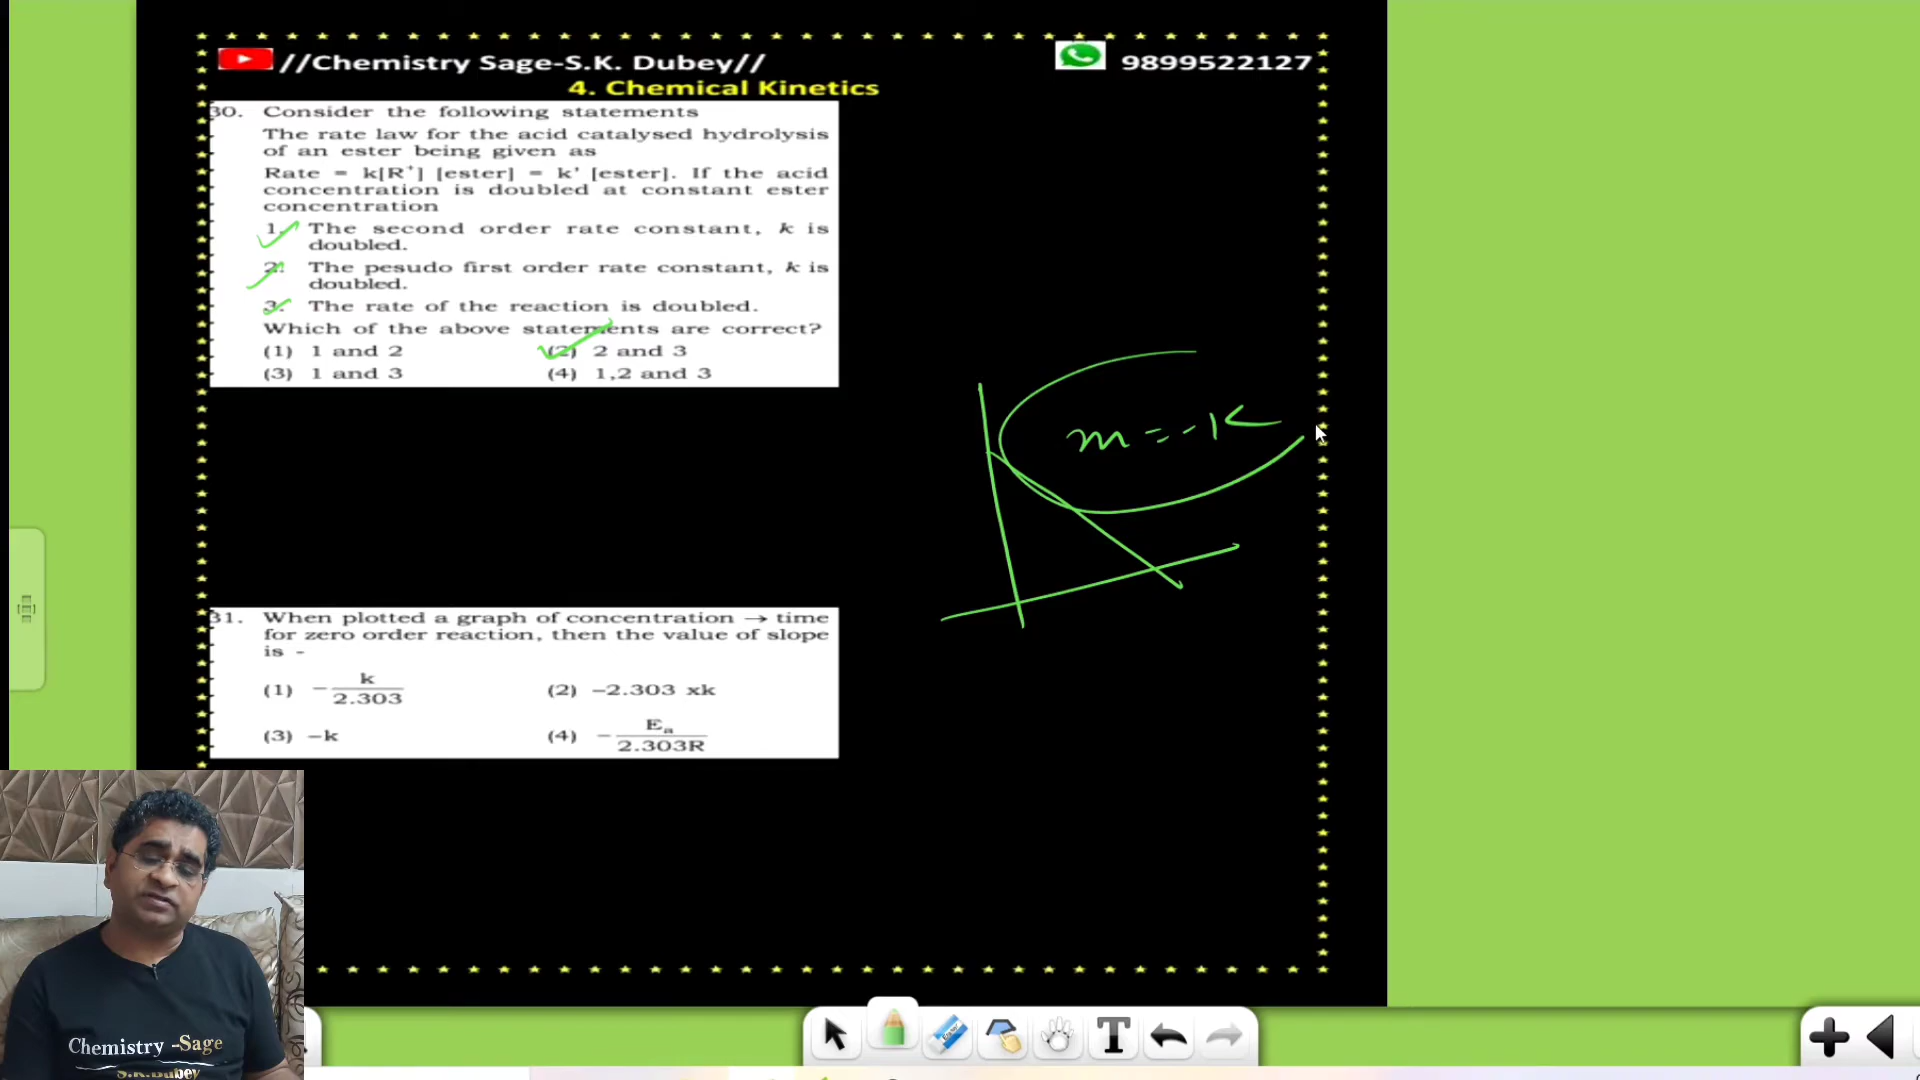 //Chemistry Sage-S.K. Dubey//
9899522127
4. Chemical Kinetics
30. Consider the following statements
The rate law for the acid catalysed hydrolysis
of an ester being given as
Rate = k[R⁺] [ester] = k' [ester]. If the acid
concentration is doubled at constant ester
concentration
1. The second order rate constant, k is
doubled.
2. The pesudo first order rate constant, k is
doubled.
3. The rate of the reaction is doubled.
Which of the above statements are correct?
(1) 1 and 2 (2) 2 and 3
(3) 1 and 3 (4) 1,2 and 3
m = -K
31. When plotted a graph of concentration → time
for zero order reaction, then the value of slope
is -
(1) -k/2.303 (2) -2.303 xk
(3) -k (4) -Eₐ/2.303R
Chemistry -Sage
S.K.Dubey
T